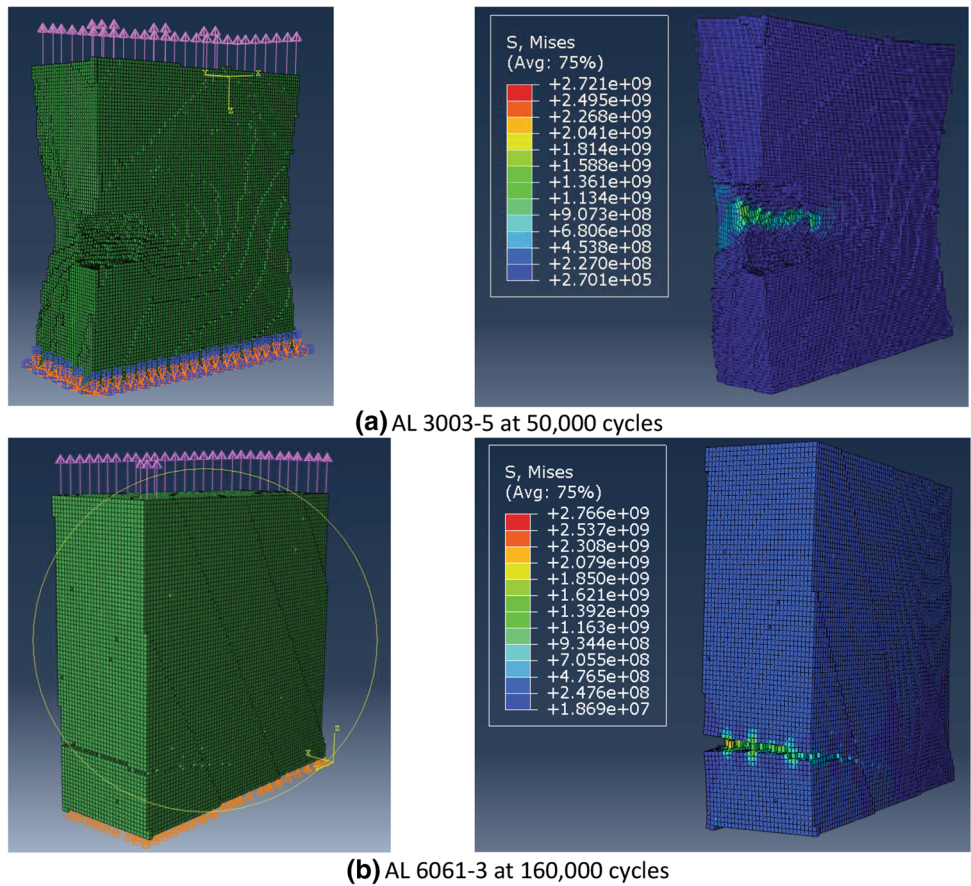 S, Mises
(Avg: 75%)
+2.721e+09
+2.495e+09
+2.268e+09
+2.041e+09
+1.814e+09
+1.588e+09
+1.361e+09
+1.134e+09
+9.073e+08
+6.806e+08
+4.538e+08
+2.270e+08
+2.701e+05
X
Z
(a) AL 3003-5 at 50,000 cycles
S, Mises
(Avg: 75%)
+2.766e+09
+2.537e+09
+2.308e+09
+2.079e+09
+1.850e+09
+1.621e+09
+1.392e+09
+1.163e+09
+9.344e+08
+7.055e+08
+4.765e+08
+2.476e+08
+1.869e+07
Z
(b) AL 6061-3 at 160,000 cycles